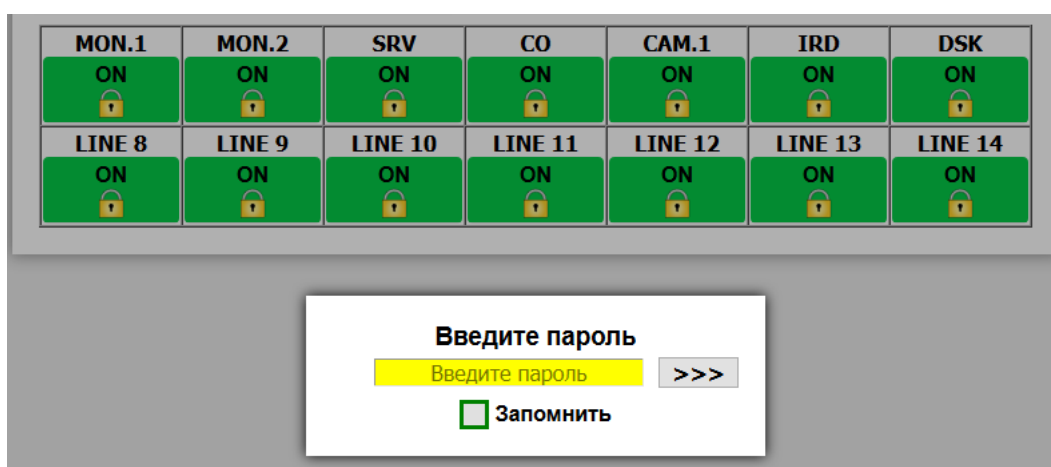 MON.1 MON.2 SRV CO CAM.1 IRD DSK
ON ON ON ON ON ON ON
LINE 8 LINE 9 LINE 10 LINE 11 LINE 12 LINE 13 LINE 14
ON ON ON ON ON ON ON
Введите пароль
Введите пароль >>>
Запомнить